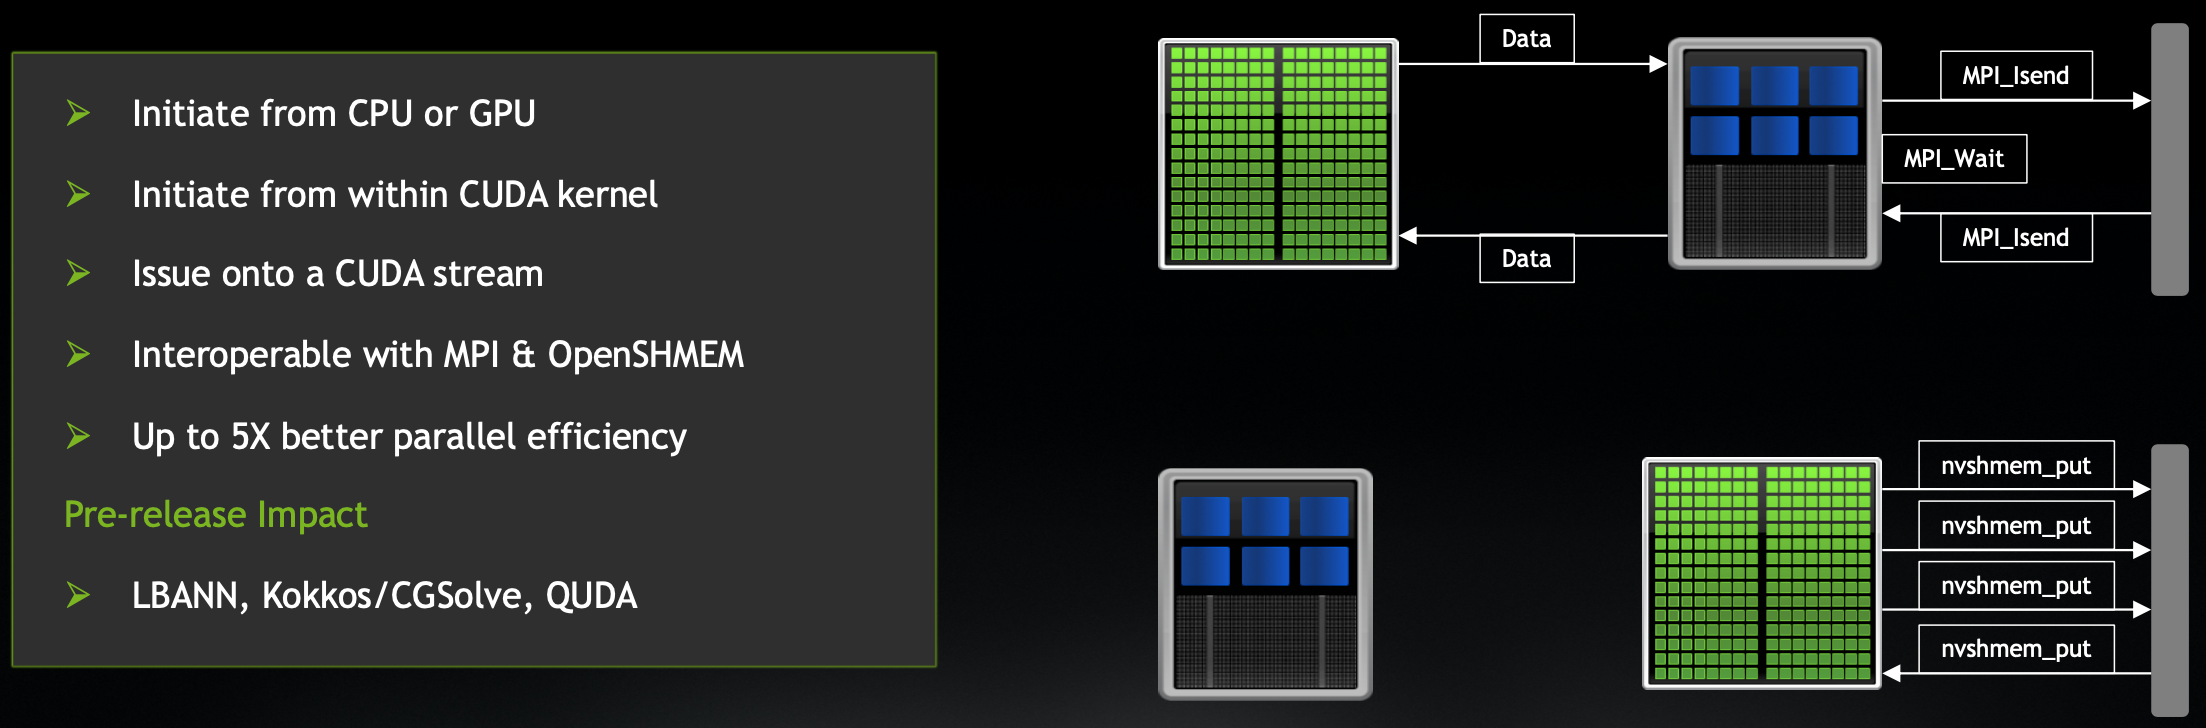 Initiate from CPU or GPU
Initiate from within CUDA kernel
Issue onto a CUDA stream
Interoperable with MPI & OpenSHMEM
Up to 5X better parallel efficiency
Pre-release Impact
LBANN, Kokkos/CGSolve, QUDA
Data
MPI_Isend
MPI_Wait
MPI_Isend
Data
nvshmem_put
nvshmem_put
nvshmem_put
nvshmem_put